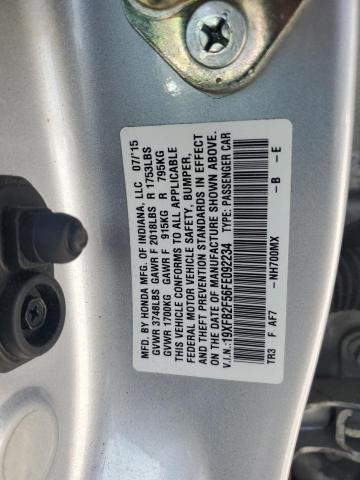 MFD. BY HONDA MFG. OF INDIANA, LLC 07/'15
GVWR 3748LBS GAWR F 2018LBS R 1753LBS
GVWR 1700KG GAWR F 915KG R 795KG
THIS VEHICLE CONFORMS TO ALL APPLICABLE
FEDERAL MOTOR VEHICLE SAFETY, BUMPER,
AND THEFT PREVENTION STANDARDS IN EFFECT
ON THE DATE OF MANUFACTURE SHOWN ABOVE.
V.I.N.: 19XFB2F56FE092234 TYPE: PASSENGER CAR
TR3 F AF7 - NH700MX - B - E